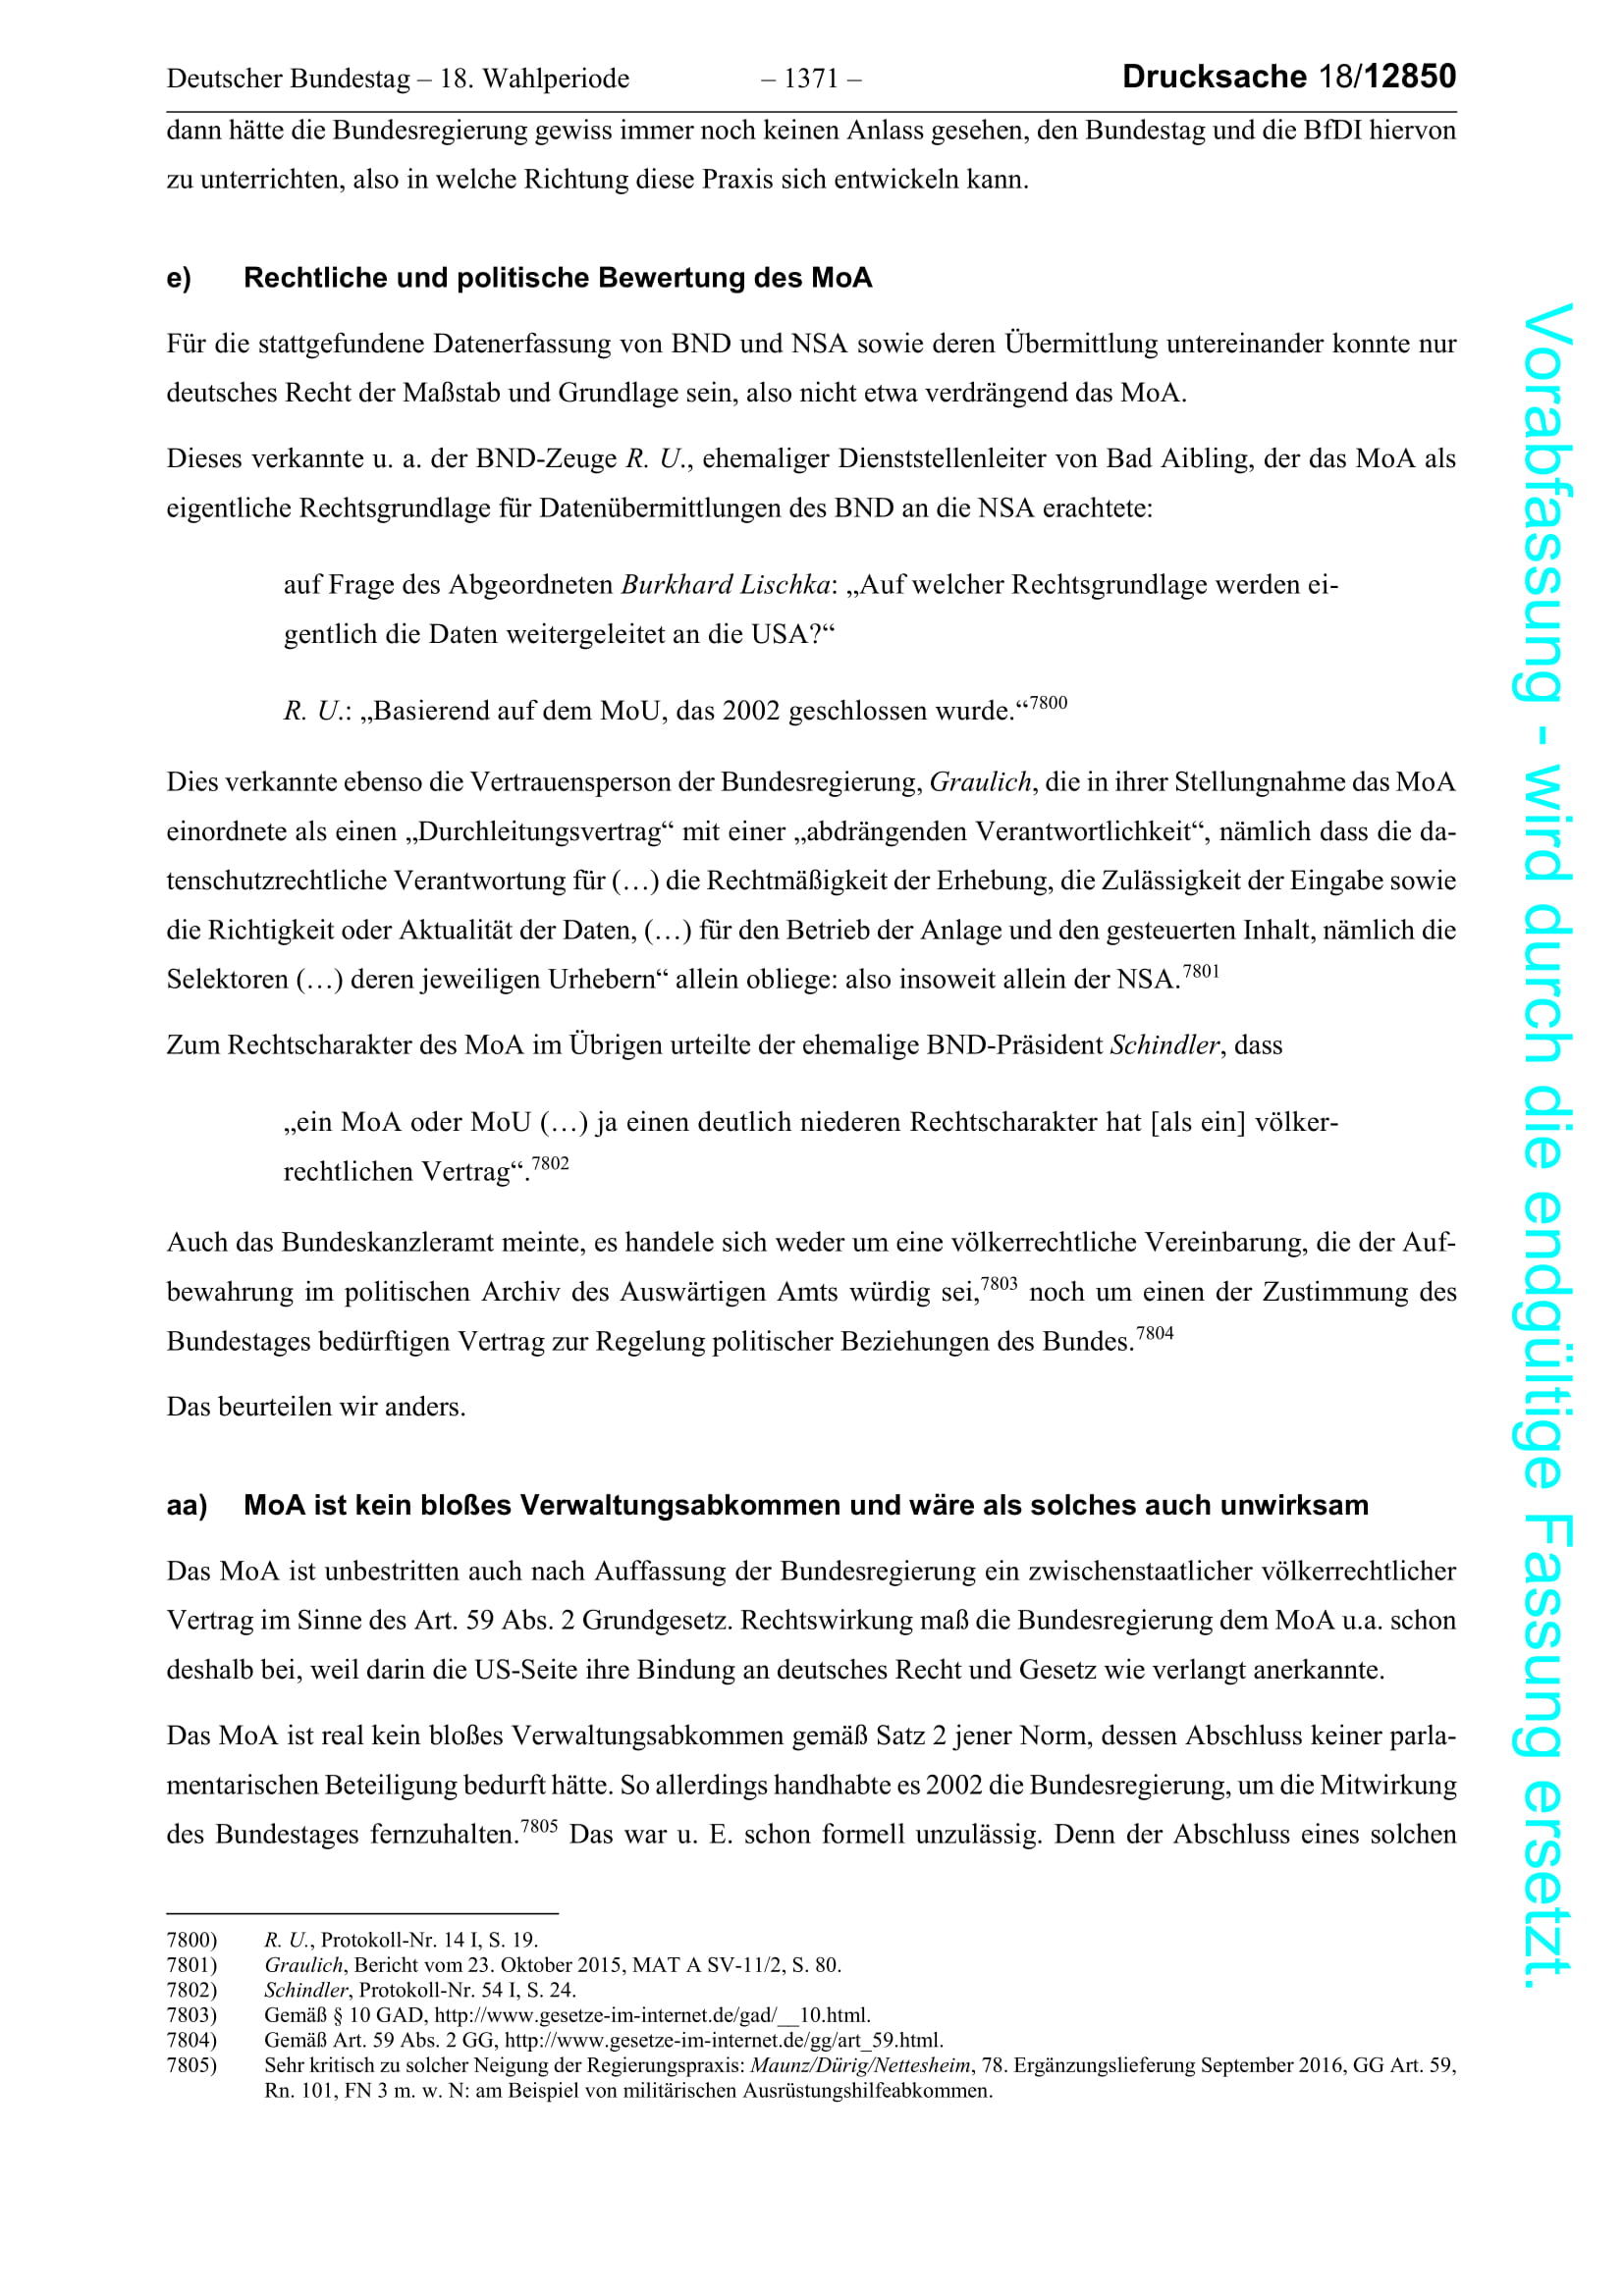 Deutscher Bundestag – 18. Wahlperiode – 1371 – Drucksache 18/12850
dann hätte die Bundesregierung gewiss immer noch keinen Anlass gesehen, den Bundestag und die BfDI hiervon
zu unterrichten, also in welche Richtung diese Praxis sich entwickeln kann.
e) Rechtliche und politische Bewertung des MoA
Für die stattgefundene Datenerfassung von BND und NSA sowie deren Übermittlung untereinander konnte nur
deutsches Recht der Maßstab und Grundlage sein, also nicht etwa verdrängend das MoA.
Dieses verkannte u. a. der BND-Zeuge R. U., ehemaliger Dienststellenleiter von Bad Aibling, der das MoA als
eigentliche Rechtsgrundlage für Datenübermittlungen des BND an die NSA erachtete:
auf Frage des Abgeordneten Burkhard Lischka: „Auf welcher Rechtsgrundlage werden ei-
gentlich die Daten weitergeleitet an die USA?“
R. U.: „Basierend auf dem MoU, das 2002 geschlossen wurde.“7800
Dies verkannte ebenso die Vertrauensperson der Bundesregierung, Graulich, die in ihrer Stellungnahme das MoA
einordnete als einen „Durchleitungsvertrag“ mit einer „abdrängenden Verantwortlichkeit“, nämlich dass die da-
tenschutzrechtliche Verantwortung für (…) die Rechtmäßigkeit der Erhebung, die Zulässigkeit der Eingabe sowie
die Richtigkeit oder Aktualität der Daten, (…) für den Betrieb der Anlage und den gesteuerten Inhalt, nämlich die
Selektoren (…) deren jeweiligen Urhebern“ allein obliege: also insoweit allein der NSA.7801
Zum Rechtscharakter des MoA im Übrigen urteilte der ehemalige BND-Präsident Schindler, dass
„ein MoA oder MoU (…) ja einen deutlich niederen Rechtscharakter hat [als ein] völker-
rechtlichen Vertrag“.7802
Auch das Bundeskanzleramt meinte, es handele sich weder um eine völkerrechtliche Vereinbarung, die der Auf-
bewahrung im politischen Archiv des Auswärtigen Amts würdig sei,7803 noch um einen der Zustimmung des
Bundestages bedürftigen Vertrag zur Regelung politischer Beziehungen des Bundes.7804
Das beurteilen wir anders.
aa) MoA ist kein bloßes Verwaltungsabkommen und wäre als solches auch unwirksam
Das MoA ist unbestritten auch nach Auffassung der Bundesregierung ein zwischenstaatlicher völkerrechtlicher
Vertrag im Sinne des Art. 59 Abs. 2 Grundgesetz. Rechtswirkung maß die Bundesregierung dem MoA u.a. schon
deshalb bei, weil darin die US-Seite ihre Bindung an deutsches Recht und Gesetz wie verlangt anerkannte.
Das MoA ist real kein bloßes Verwaltungsabkommen gemäß Satz 2 jener Norm, dessen Abschluss keiner parla-
mentarischen Beteiligung bedurft hätte. So allerdings handhabte es 2002 die Bundesregierung, um die Mitwirkung
des Bundestages fernzuhalten.7805 Das war u. E. schon formell unzulässig. Denn der Abschluss eines solchen
7800) R. U., Protokoll-Nr. 14 I, S. 19.
7801) Graulich, Bericht vom 23. Oktober 2015, MAT A SV-11/2, S. 80.
7802) Schindler, Protokoll-Nr. 54 I, S. 24.
7803) Gemäß § 10 GAD, http://www.gesetze-im-internet.de/gad/__10.html.
7804) Gemäß Art. 59 Abs. 2 GG, http://www.gesetze-im-internet.de/gg/art_59.html.
7805) Sehr kritisch zu solcher Neigung der Regierungspraxis: Maunz/Dürig/Nettesheim, 78. Ergänzungslieferung September 2016, GG Art. 59,
Rn. 101, FN 3 m. w. N: am Beispiel von militärischen Ausrüstungshilfeabkommen.
Vorabfassung - wird durch die endgültige Fassung ersetzt.